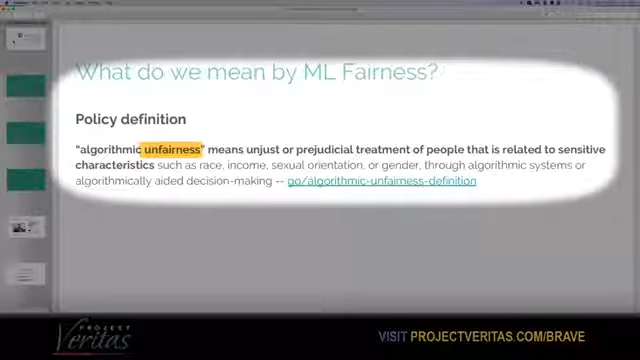 What do we mean by ML Fairness?
Policy definition
“algorithmic unfairness” means unjust or prejudicial treatment of people that is related to sensitive
characteristics such as race, income, sexual orientation, or gender, through algorithmic systems or
algorithmically aided decision-making -- go/algorithmic-unfairness-definition
PROJECT
Veritas
VISIT PROJECTVERITAS.COM/BRAVE